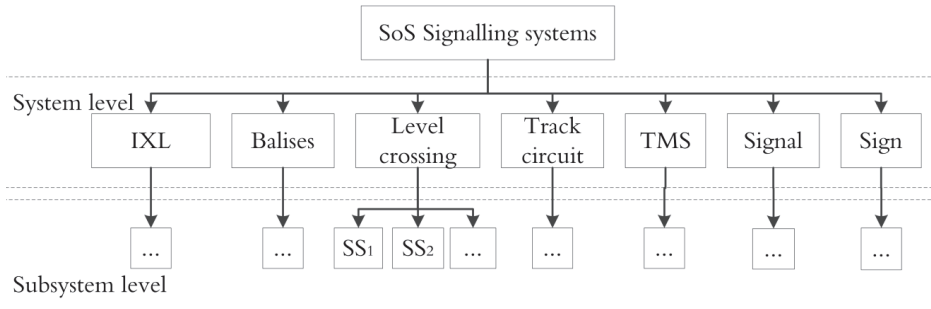 SoS Signalling systems
System level
IXL
Balises
Level
crossing
Track
circuit
TMS
Signal
Sign
...
...
SS1
SS2
...
...
...
...
...
Subsystem level